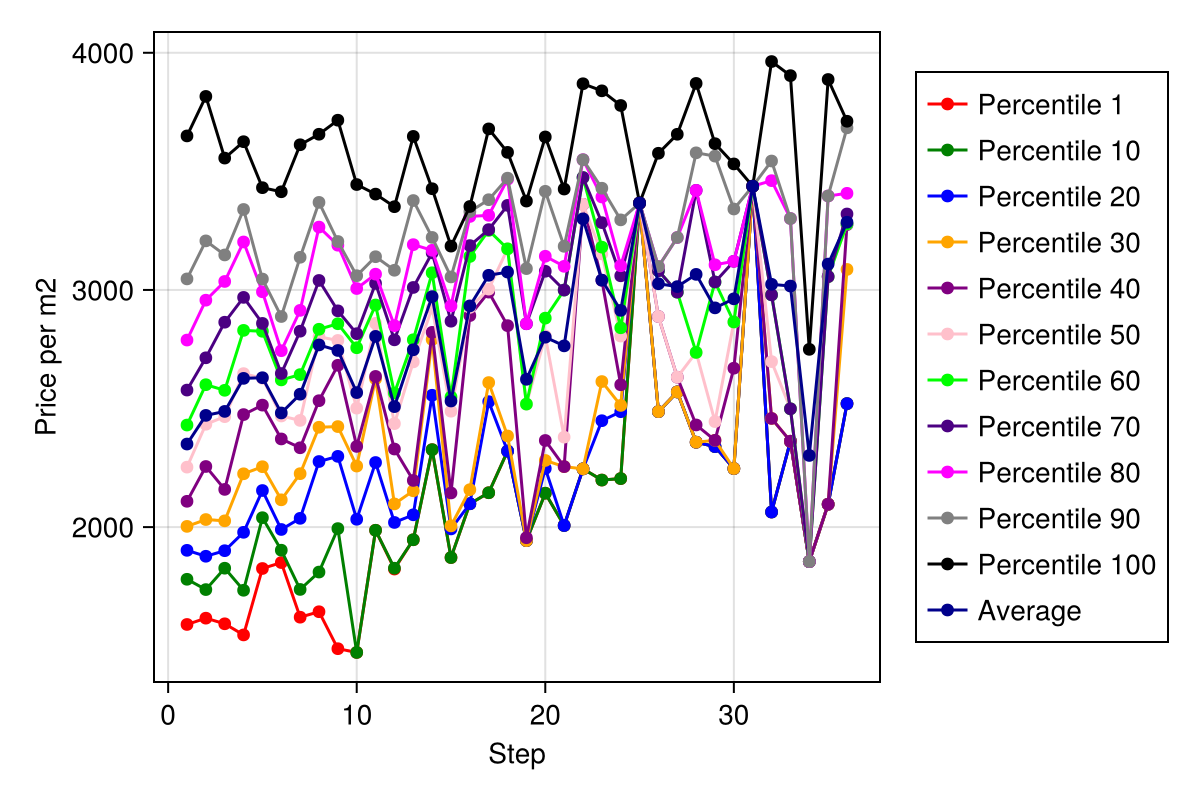 4000
3000
2000
Price per m2
0 10 20 30
Step
Percentile 1
Percentile 10
Percentile 20
Percentile 30
Percentile 40
Percentile 50
Percentile 60
Percentile 70
Percentile 80
Percentile 90
Percentile 100
Average